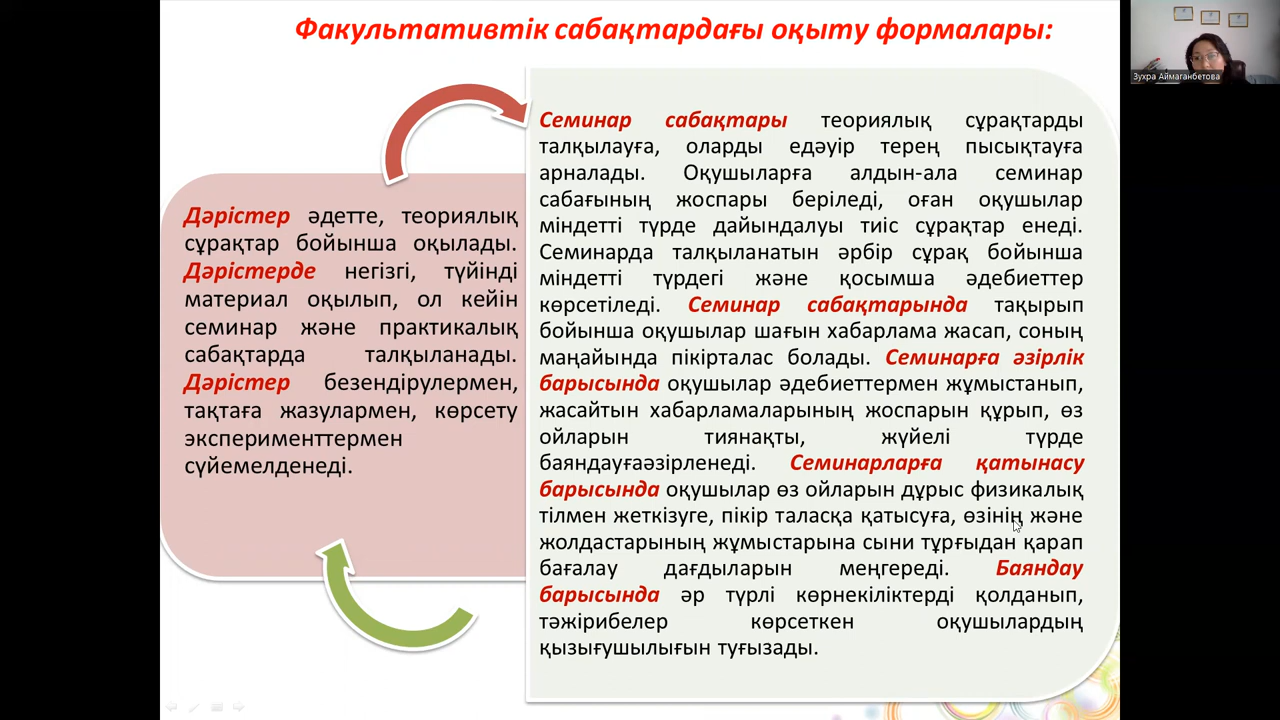 Факультативтік сабақтардағы оқыту формалары:
Дәрістер әдетте, теориялық
сұрақтар бойынша оқылады.
Дәрістерде негізгі, түйінді
материал оқылып, ол кейін
семинар және практикалық
сабақтарда талқыланады.
Дәрістер безендірулермен,
тақтаға жазулармен, көрсету
эксперименттермен
сүйемелденеді.
Семинар сабақтары теориялық сұрақтарды
талқылауға, оларды едәуір терең пысықтауға
арналады. Оқушыларға алдын-ала семинар
сабағының жоспары беріледі, оған оқушылар
міндетті түрде дайындалуы тиіс сұрақтар енеді.
Семинарда талқыланатын әрбір сұрақ бойынша
міндетті түрдегі және қосымша әдебиеттер
көрсетіледі. Семинар сабақтарында тақырып
бойынша оқушылар шағын хабарлама жасап, соның
маңайында пікірталас болады. Семинарға әзірлік
барысында оқушылар әдебиеттермен жұмыстанып,
жасайтын хабарламаларының жоспарын құрып, өз
ойларын тиянақты, жүйелі түрде
баяндауғаәзірленеді. Семинарларға қатынасу
барысында оқушылар өз ойларын дұрыс физикалық
тілмен жеткізуге, пікір таласқа қатысуға, өзінің және
жолдастарының жұмыстарына сыни тұрғыдан қарап
бағалау дағдыларын меңгереді. Баяндау
барысында әр түрлі көрнекіліктерді қолданып,
тәжірибелер көрсеткен оқушылардың
қызығушылығын туғызады.
Зухра Аймаганбетова